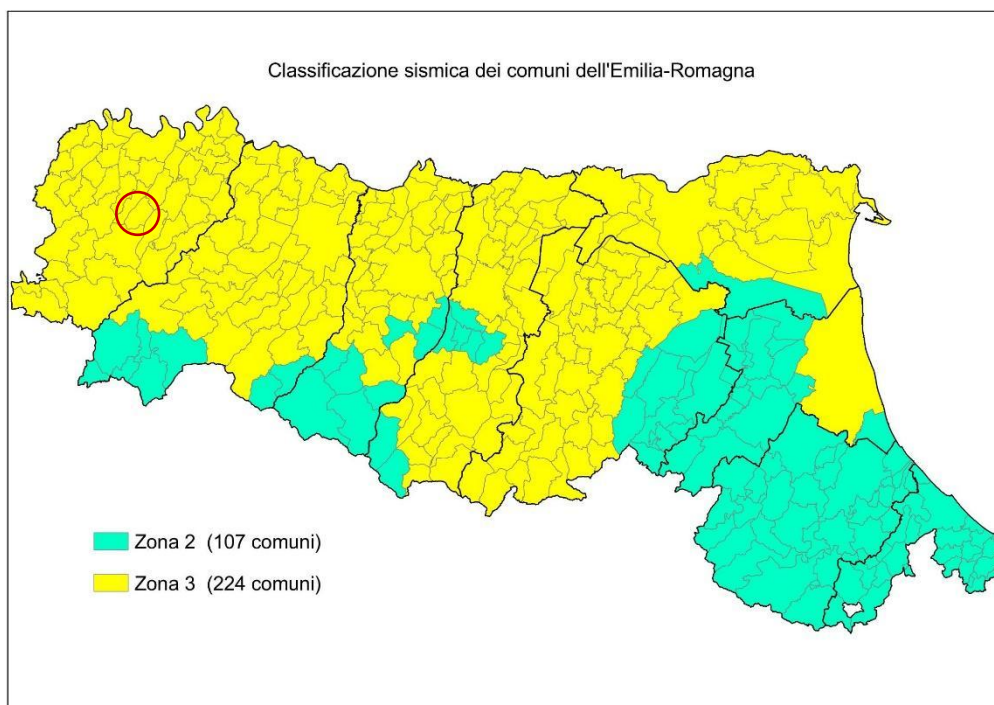 Classificazione sismica dei comuni dell'Emilia-Romagna
Zona 2 (107 comuni)
Zona 3 (224 comuni)